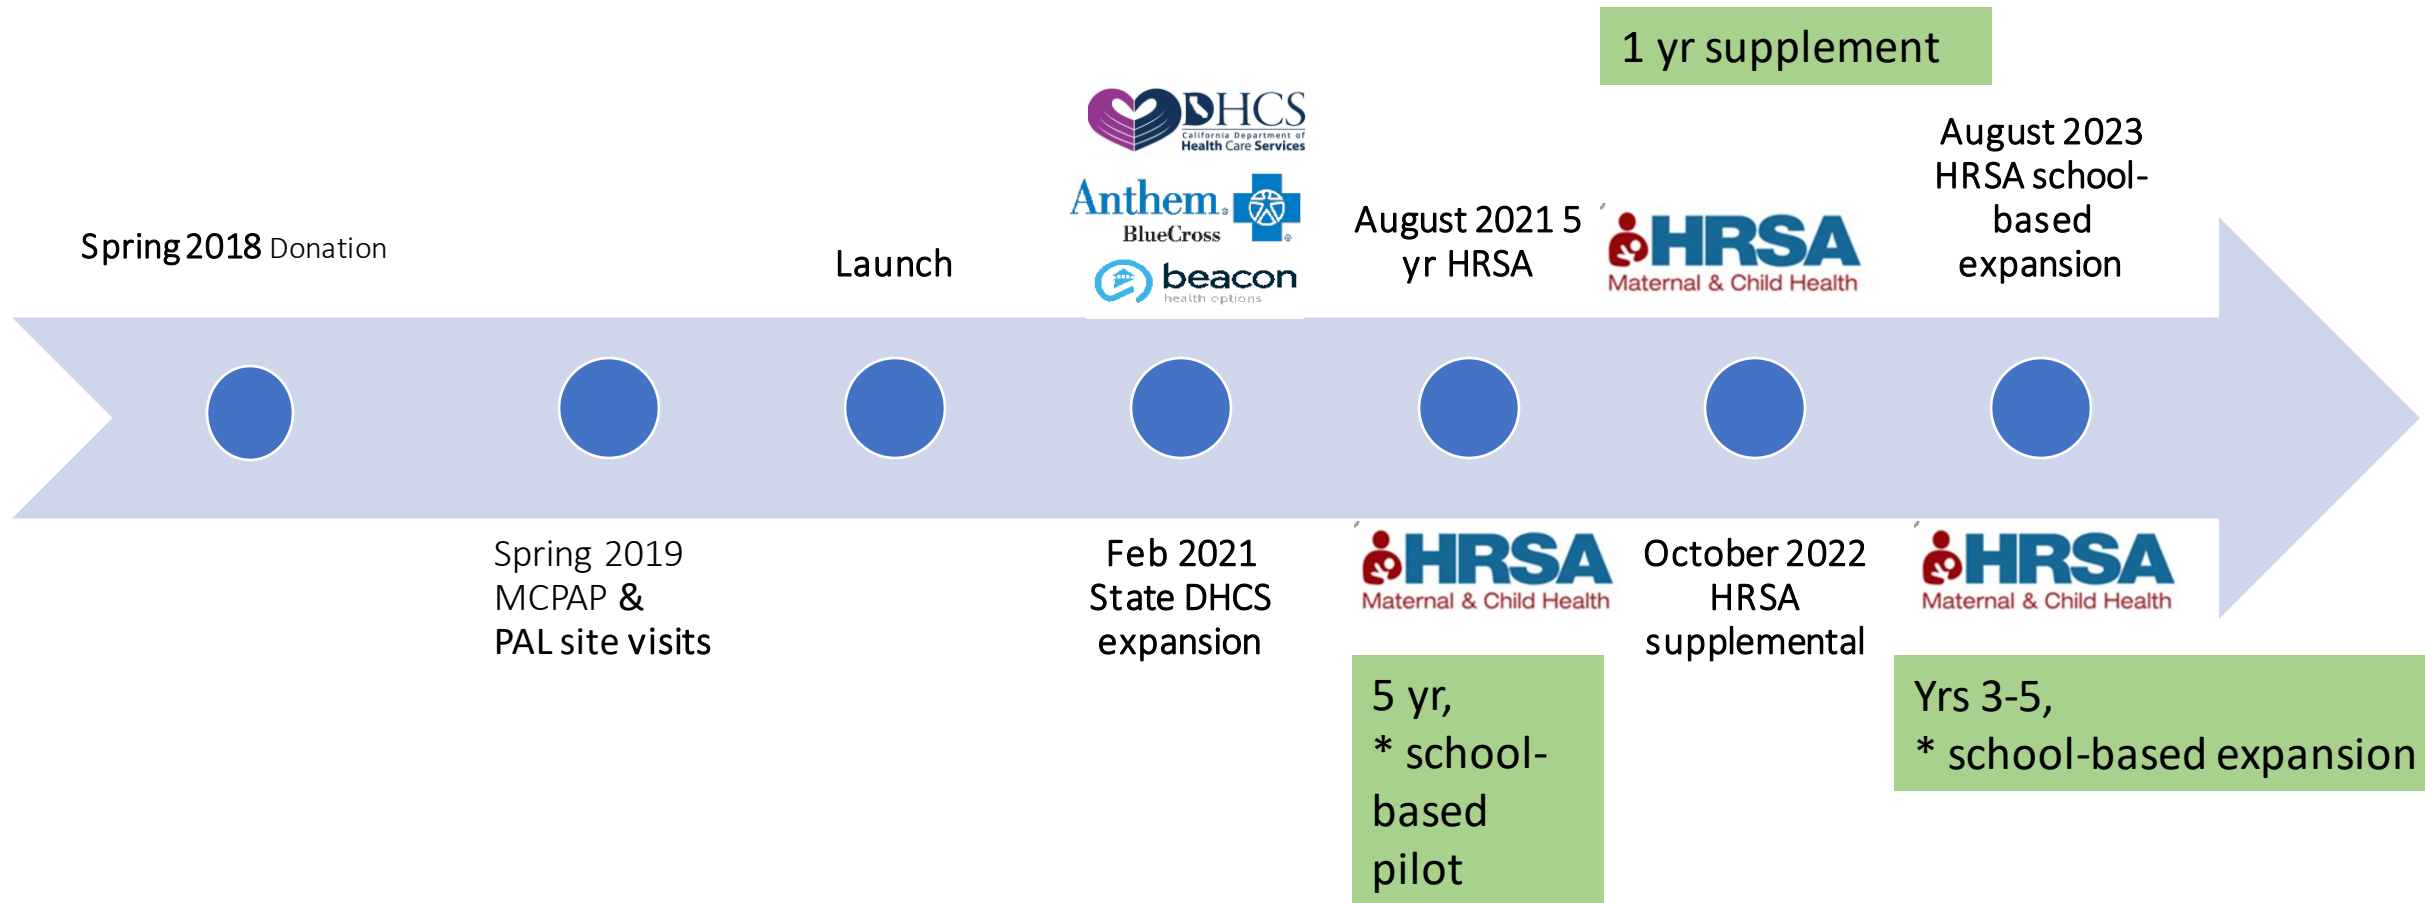 1 yr supplement
DHCS
California Department of
Health Care Services
Anthem.
BlueCross
beacon
health options
Spring 2018 Donation
Launch
August 2021 5
yr HRSA
HRSA
Maternal & Child Health
August 2023
HRSA school-
based
expansion
Spring 2019
MCPAP &
PAL site visits
Feb 2021
State DHCS
expansion
HRSA
Maternal & Child Health
5 yr,
* school-
based
pilot
October 2022
HRSA
supplemental
HRSA
Maternal & Child Health
Yrs 3-5,
* school-based expansion